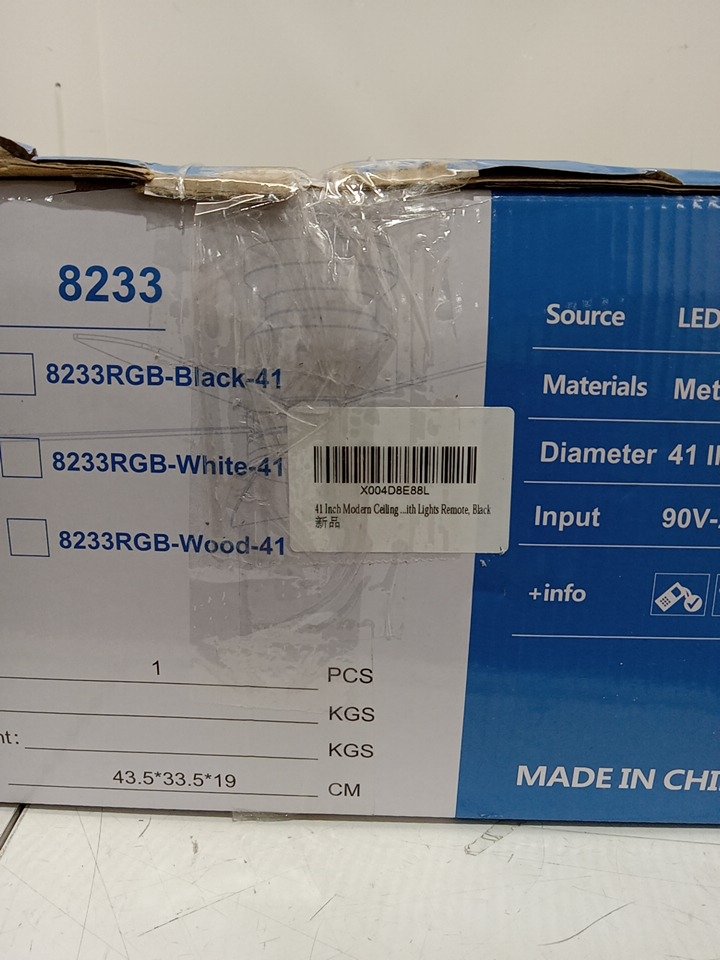 8233
8233RGB-Black-41
8233RGB-White-41
8233RGB-Wood-41
1 PCS
KGS
nt: KGS
43.5*33.5*19 CM
X004D8E88L
41 Inch Modern Ceiling ...ith Lights Remote, Black
新品
Source LED
Materials Met
Diameter 41 I
Input 90V-
+info
MADE IN CHI